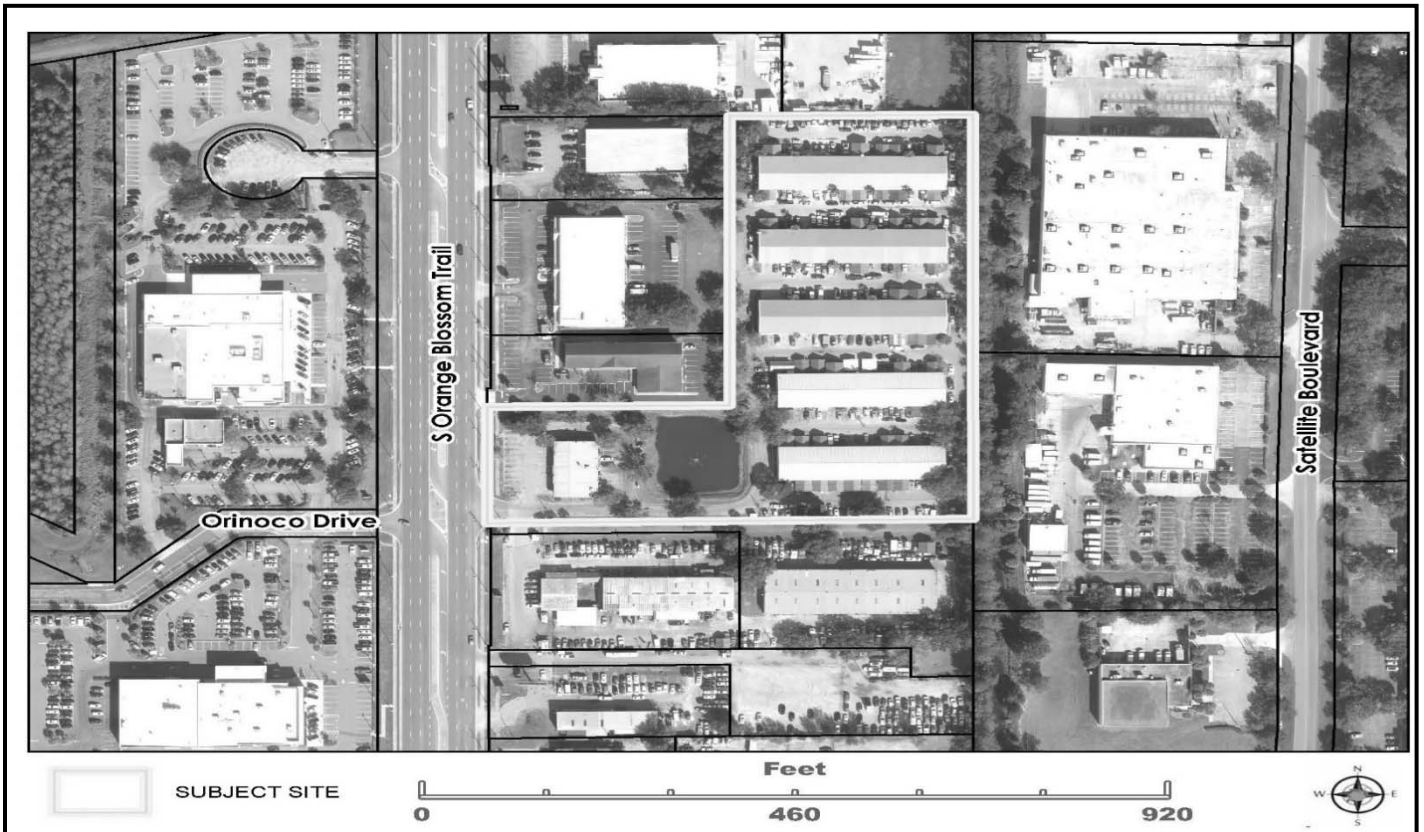 S Orange Blossom Trail
Satellite Boulevard
Orinoco Drive
SUBJECT SITE
Feet
0 460 920
N
W E
S